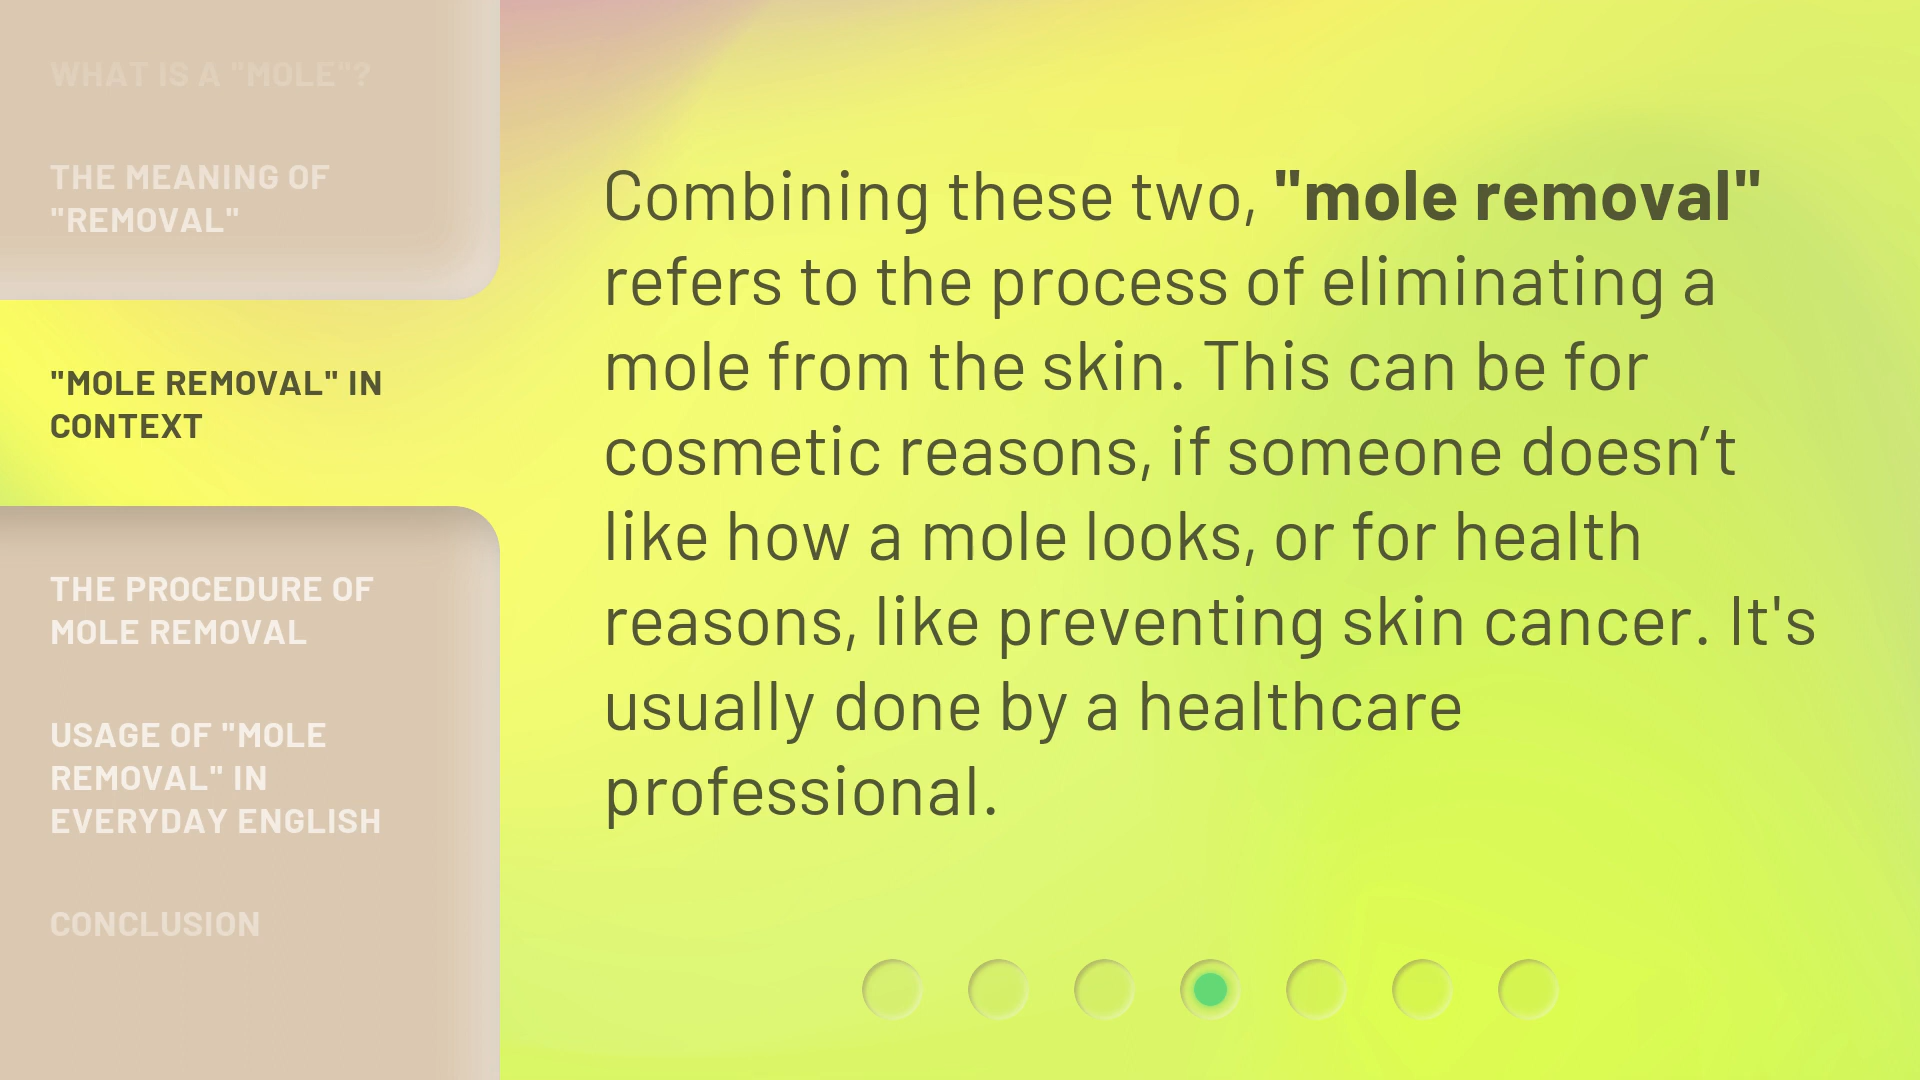 WHAT IS A "MOLE"?
THE MEANING OF
"REMOVAL"
"MOLE REMOVAL" IN
CONTEXT
THE PROCEDURE OF
MOLE REMOVAL
USAGE OF "MOLE
REMOVAL" IN
EVERYDAY ENGLISH
CONCLUSION
Combining these two, "mole removal"
refers to the process of eliminating a
mole from the skin. This can be for
cosmetic reasons, if someone doesn’t
like how a mole looks, or for health
reasons, like preventing skin cancer. It's
usually done by a healthcare
professional.